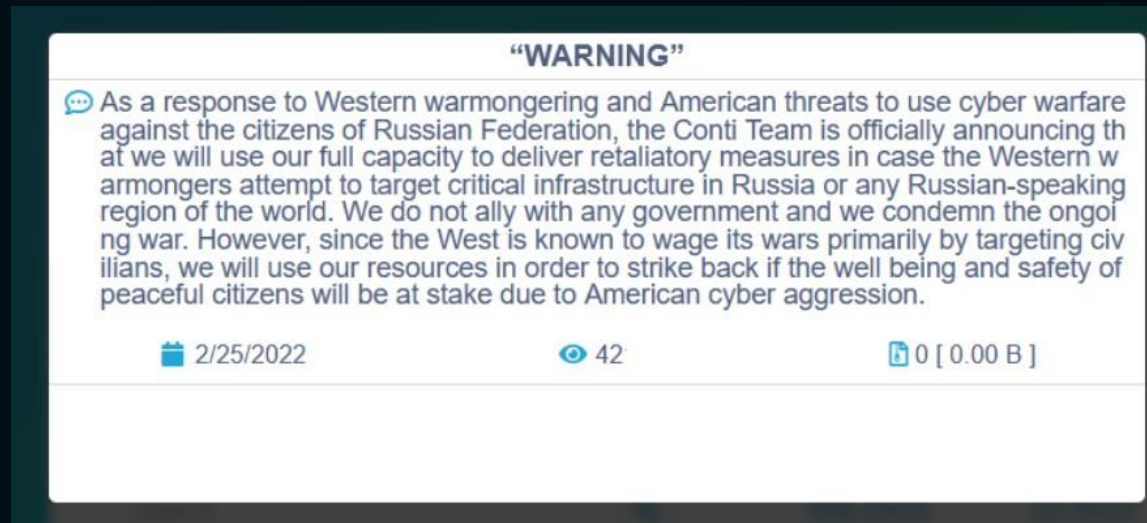 “WARNING”
As a response to Western warmongering and American threats to use cyber warfare
against the citizens of Russian Federation, the Conti Team is officially announcing th
at we will use our full capacity to deliver retaliatory measures in case the Western w
armongers attempt to target critical infrastructure in Russia or any Russian-speaking
region of the world. We do not ally with any government and we condemn the ongoi
ng war. However, since the West is known to wage its wars primarily by targeting civ
ilians, we will use our resources in order to strike back if the well being and safety of
peaceful citizens will be at stake due to American cyber aggression.
2/25/2022 42 0 [ 0.00 B ]